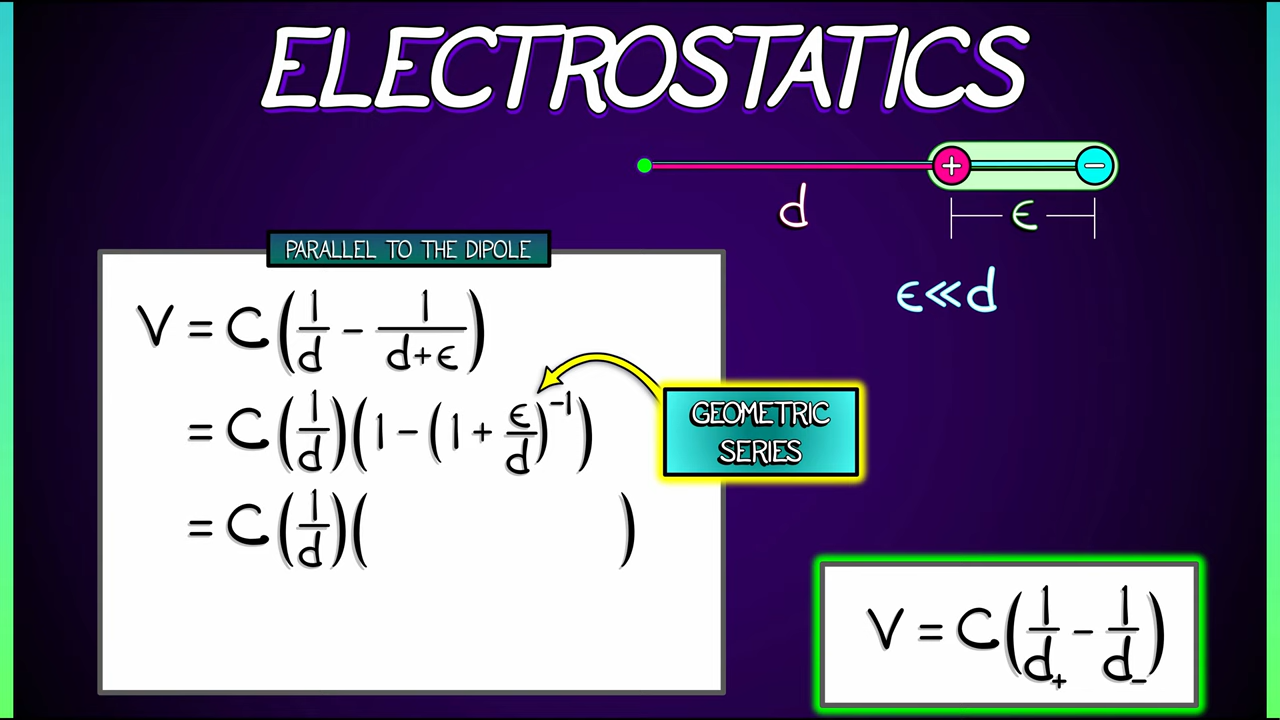 ELECTROSTATICS
+ −
d
ϵ
ϵ≪d
PARALLEL TO THE DIPOLE
V = C(1/d − 1/(d+ϵ))
= C(1/d)(1−(1+ϵ/d)⁻¹)
GEOMETRIC
SERIES
= C(1/d)( )
V = C(1/d₊ − 1/d₋)